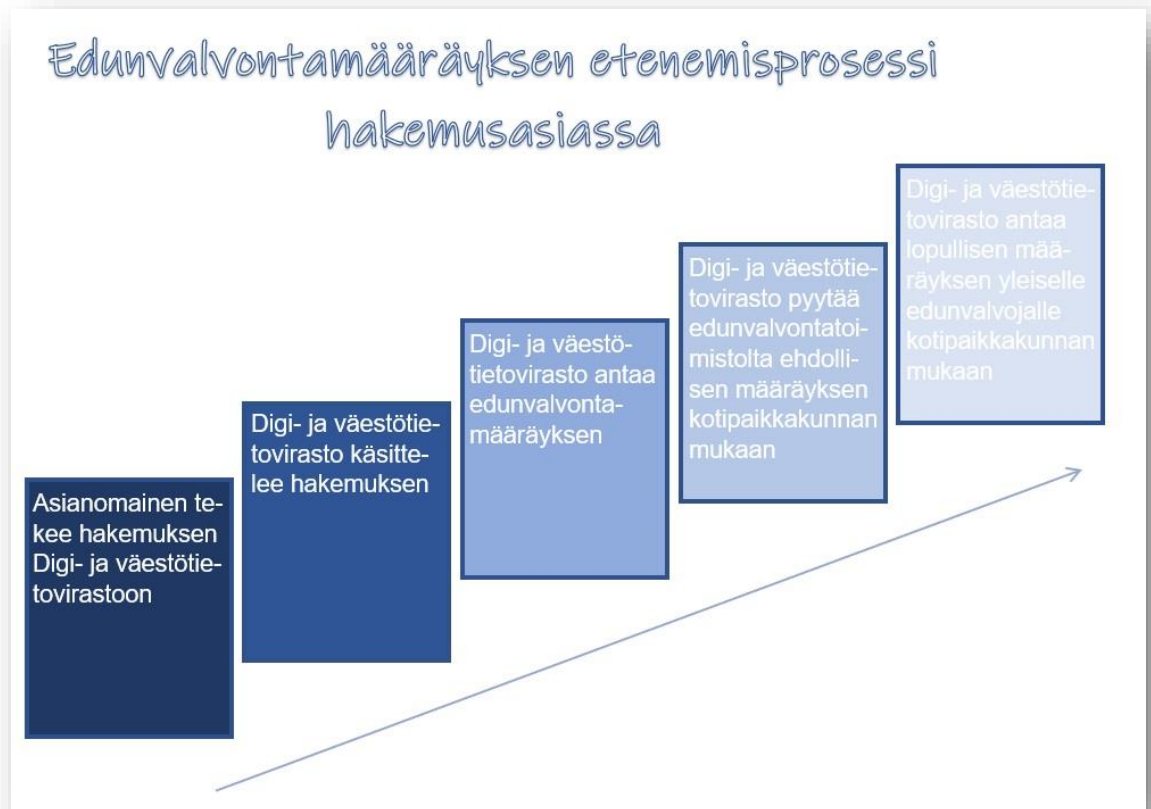 Edunvalvontamääräyksen etenemisprosessi
hakemusasiassa
Asianomainen te-
kee hakemuksen
Digi- ja väestötie-
tovirastoon
Digi- ja väestötie-
tovirasto käsitte-
lee hakemuksen
Digi- ja väestö-
tietovirasto antaa
edunvalvonta-
määräyksen
Digi- ja väestötie-
tovirasto pyytää
edunvalvontatoi-
mistolta ehdolli-
sen määräyksen
kotipaikkakunnan
mukaan
Digi- ja väestötie-
tovirasto antaa
lopullisen mää-
räyksen yleiselle
edunvalvojalle
kotipaikkakunnan
mukaan